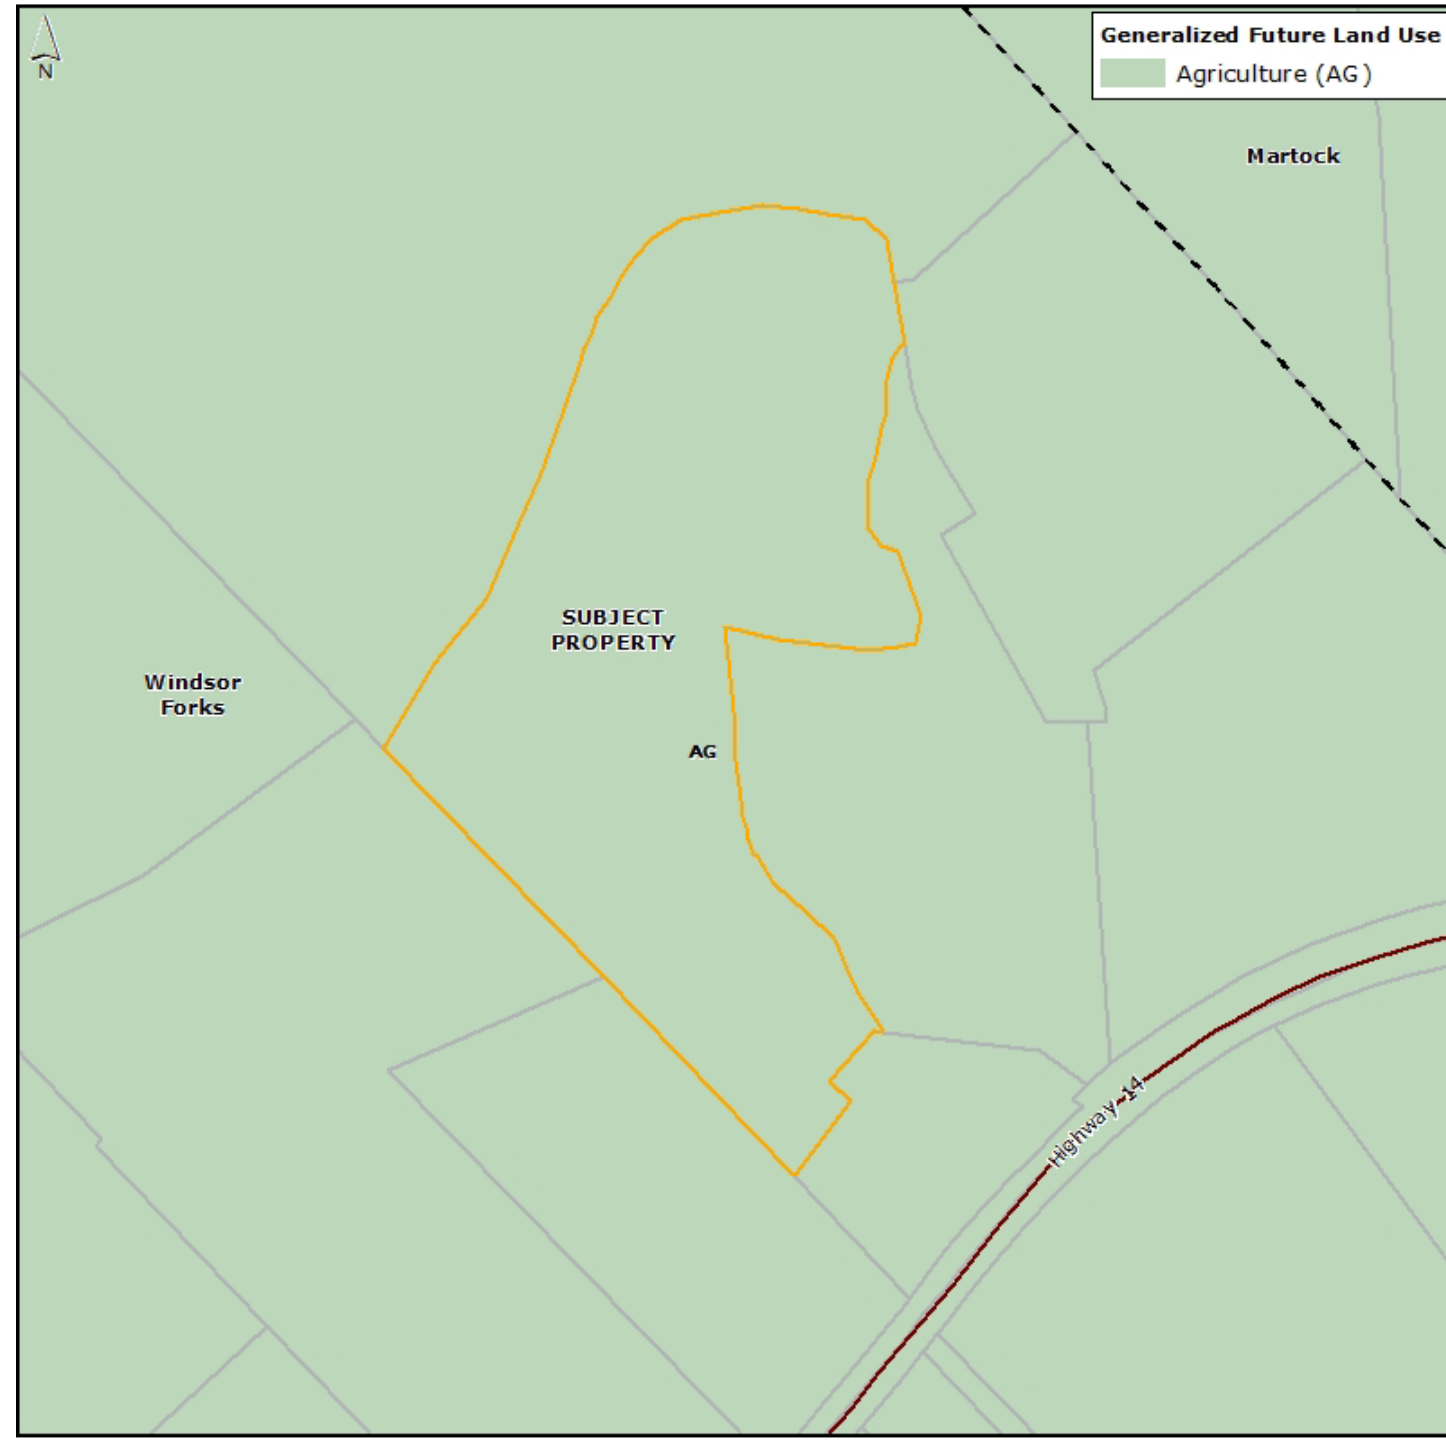 N
Generalized Future Land Use
Agriculture (AG)
Martock
SUBJECT
PROPERTY
Windsor
Forks
AG
Highway 14